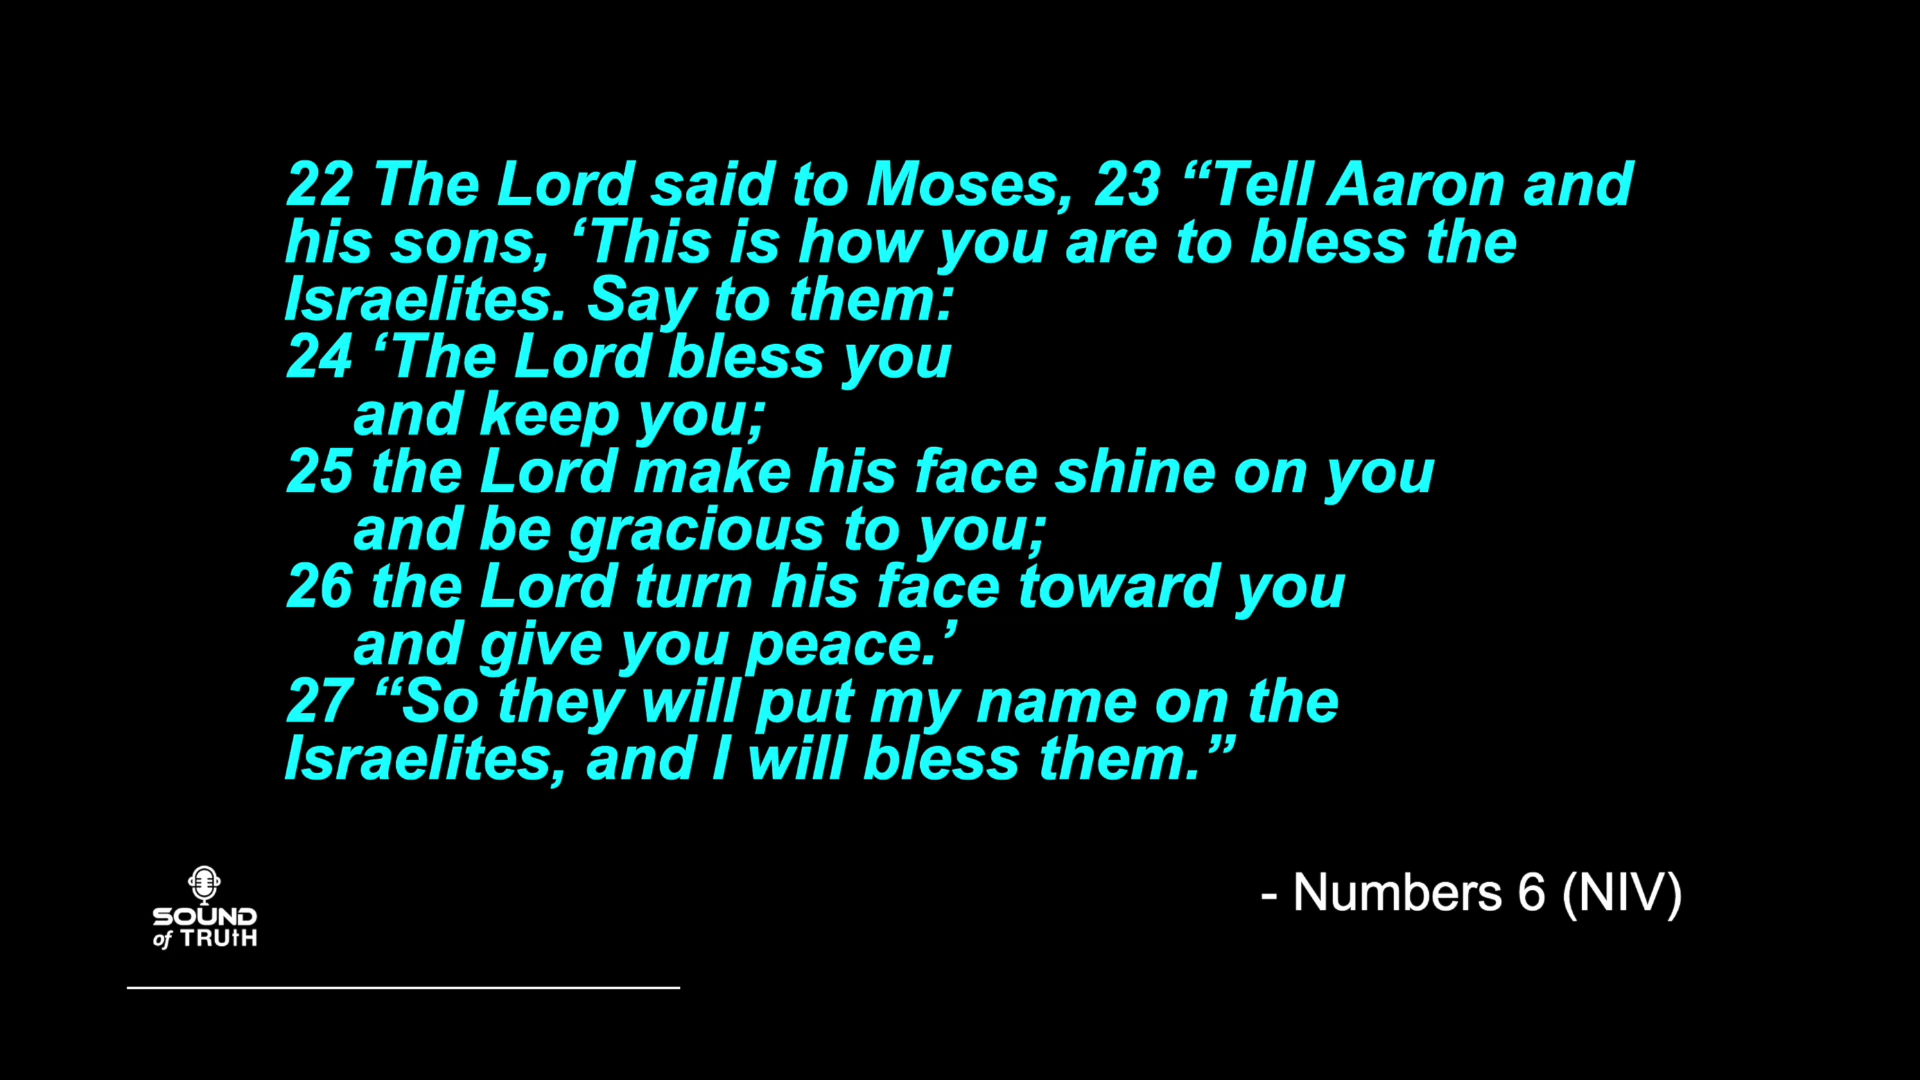 22 The Lord said to Moses, 23 “Tell Aaron and
his sons, ‘This is how you are to bless the
Israelites. Say to them:
24 ‘The Lord bless you
and keep you;
25 the Lord make his face shine on you
and be gracious to you;
26 the Lord turn his face toward you
and give you peace.’
27 “So they will put my name on the
Israelites, and I will bless them.”
- Numbers 6 (NIV)
SOUND
of TRUTH